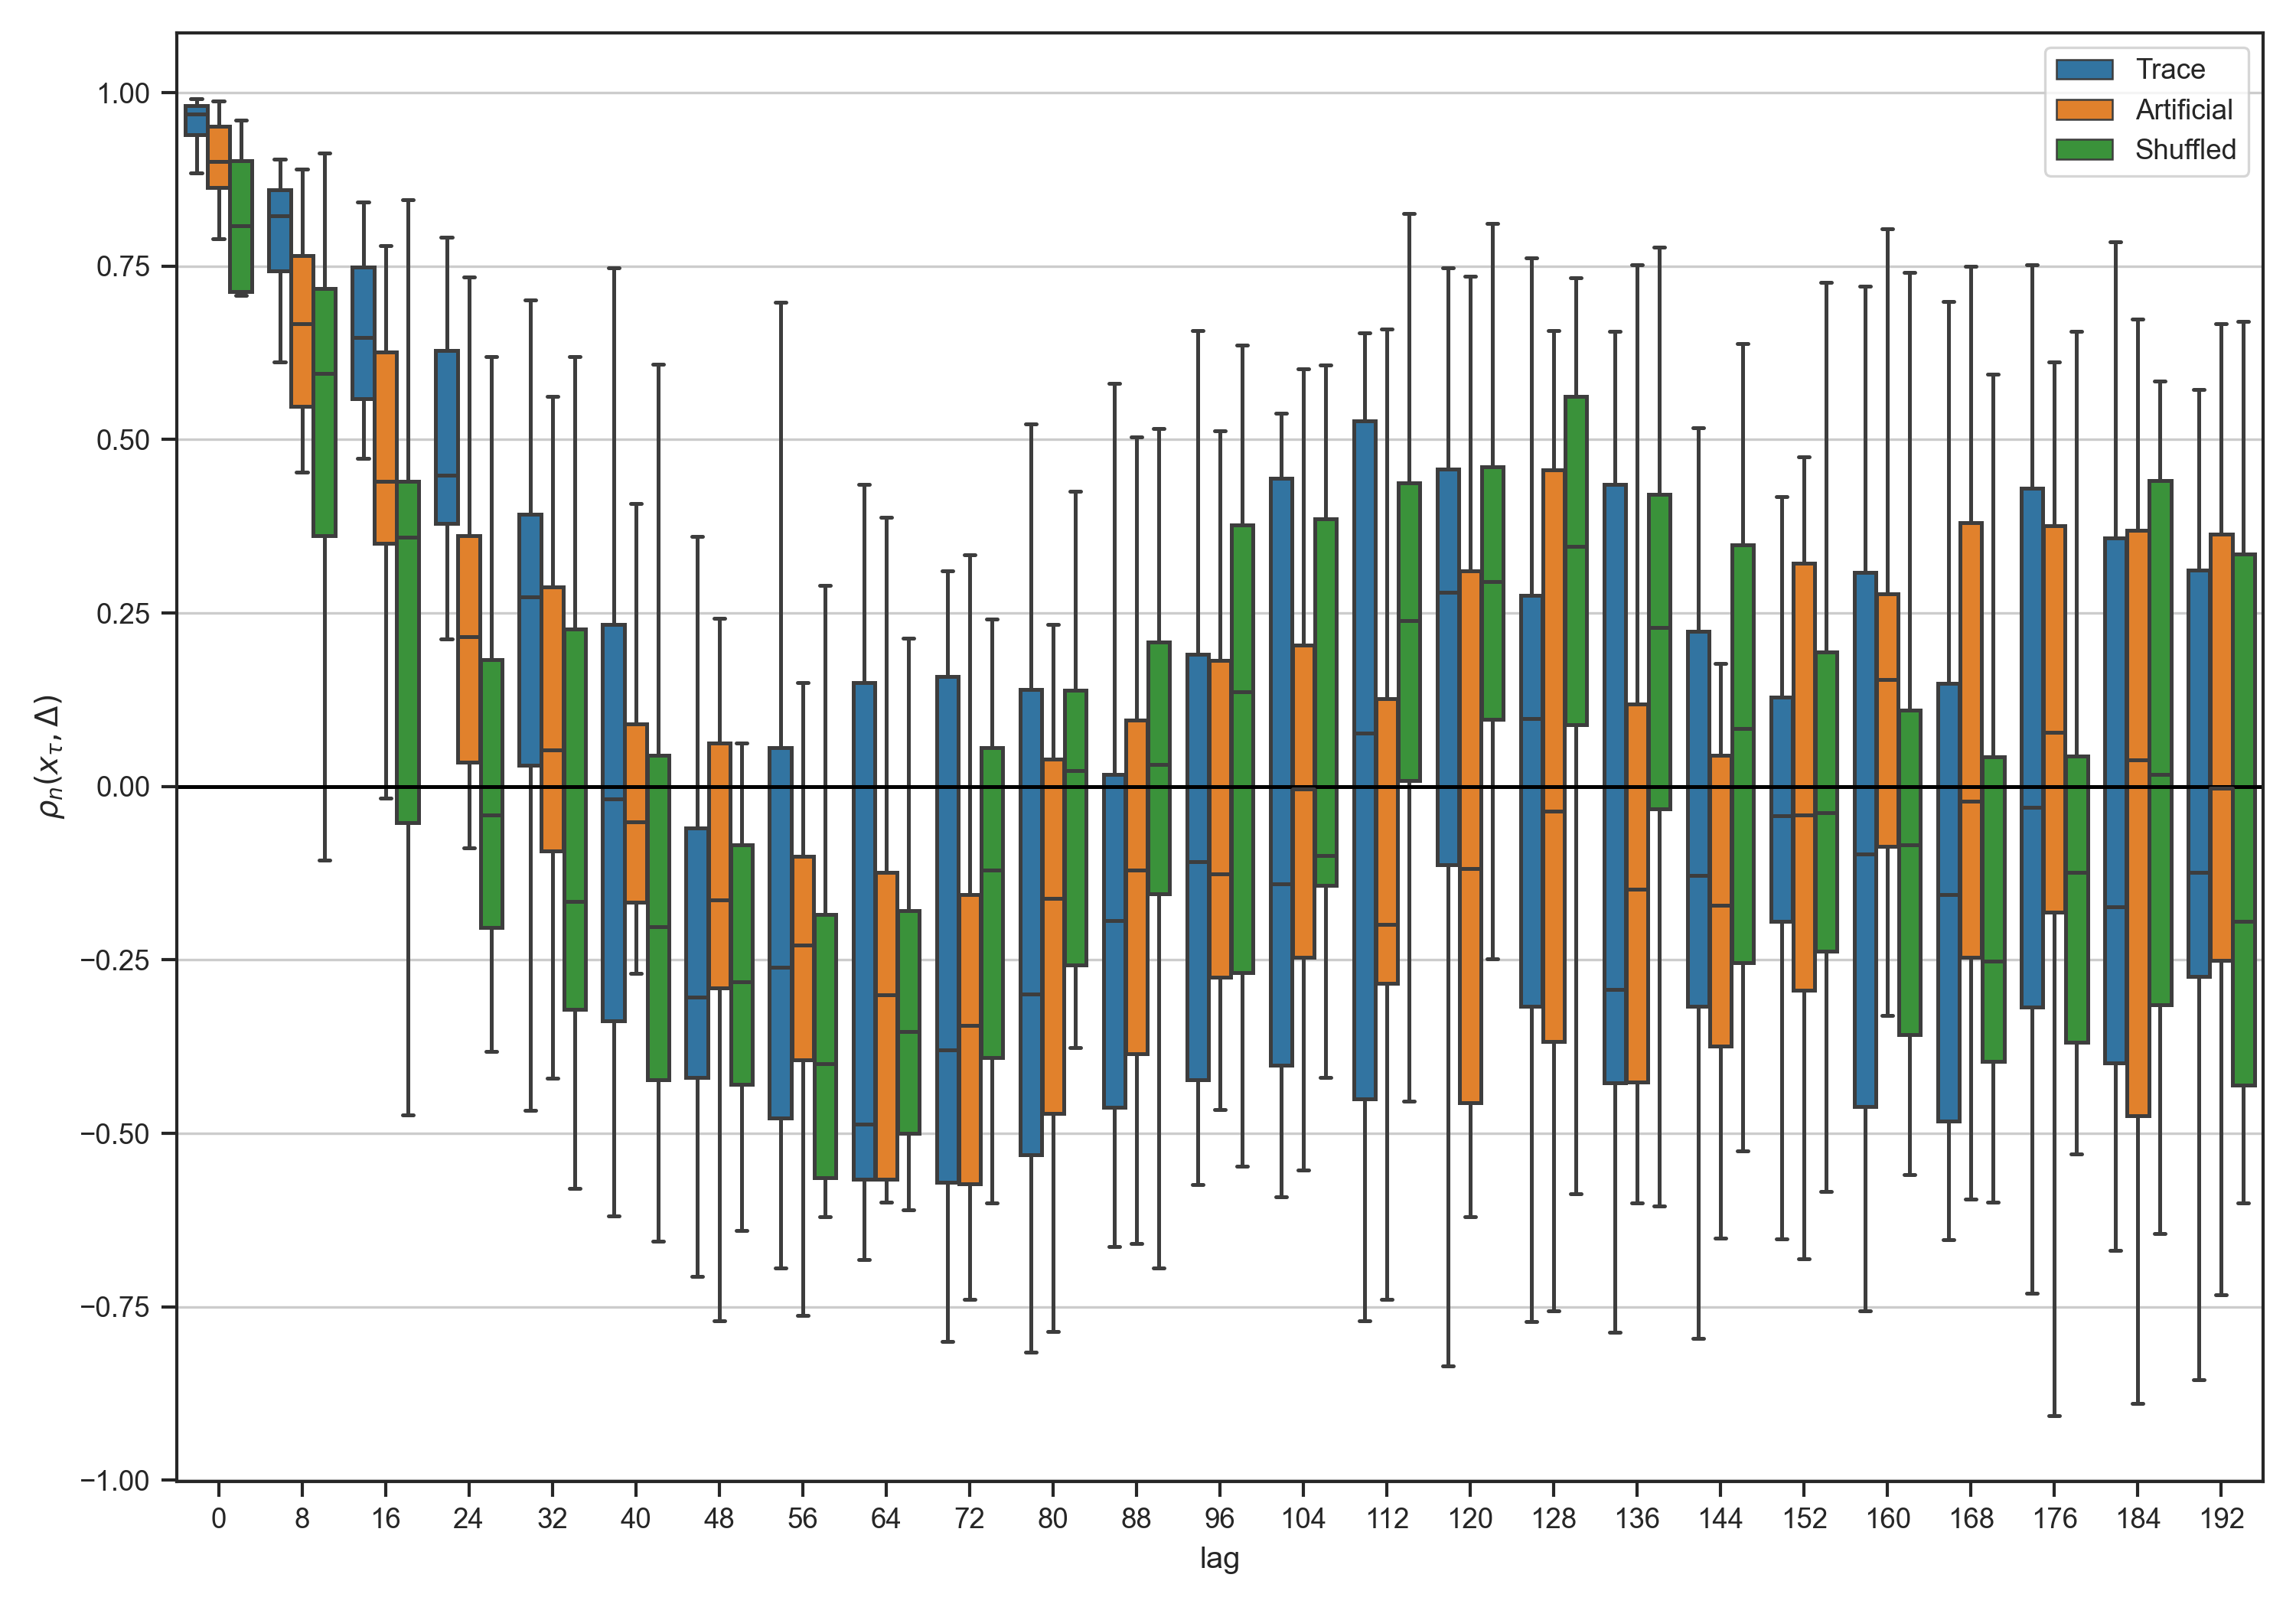 Trace
Artificial
Shuffled
1.00
0.75
0.50
0.25
0.00
−0.25
−0.50
−0.75
−1.00
ρₙ(x_τ, Δ)
0 8 16 24 32 40 48 56 64 72 80 88 96 104 112 120 128 136 144 152 160 168 176 184 192
lag